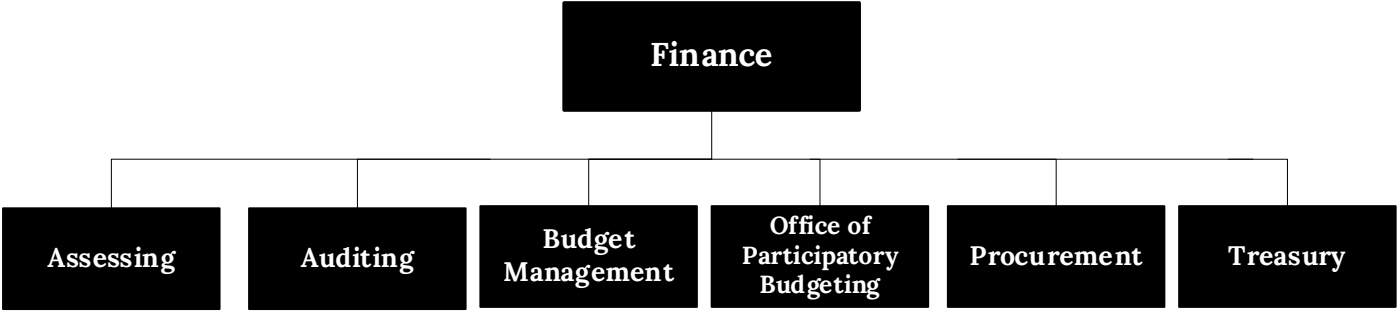 Finance
Assessing
Auditing
Budget
Management
Office of
Participatory
Budgeting
Procurement
Treasury